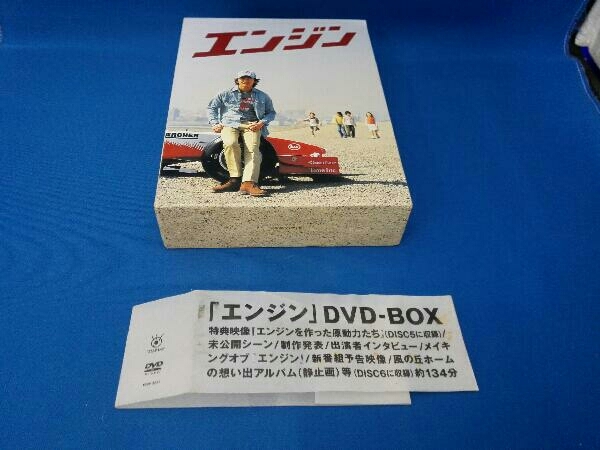 エンジン
「エンジン」DVD-BOX
特典映像『エンジンを作った原動力たち』(DISC5に収録)/
未公開シーン/制作発表/出演者インタビュー/メイキ
ングオブ「エンジン」/新番組予告映像/風の丘ホーム
の想い出アルバム(静止画)等(DISC6に収録)約134分
DVD
VIDEO